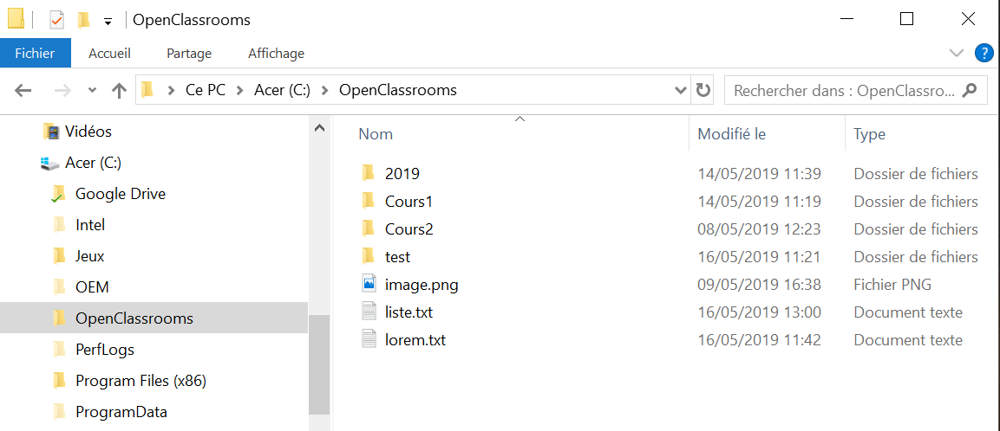 OpenClassrooms
Fichier Accueil Partage Affichage ?
Ce PC Acer (C:) OpenClassrooms Rechercher dans : OpenClassro...
Vidéos
Acer (C:)
Google Drive
Intel
Jeux
OEM
OpenClassrooms
PerfLogs
Program Files (x86)
ProgramData
Nom Modifié le Type
2019 14/05/2019 11:39 Dossier de fichiers
Cours1 14/05/2019 11:19 Dossier de fichiers
Cours2 08/05/2019 12:23 Dossier de fichiers
test 16/05/2019 11:21 Dossier de fichiers
image.png 09/05/2019 16:38 Fichier PNG
liste.txt 16/05/2019 13:00 Document texte
lorem.txt 16/05/2019 11:42 Document texte